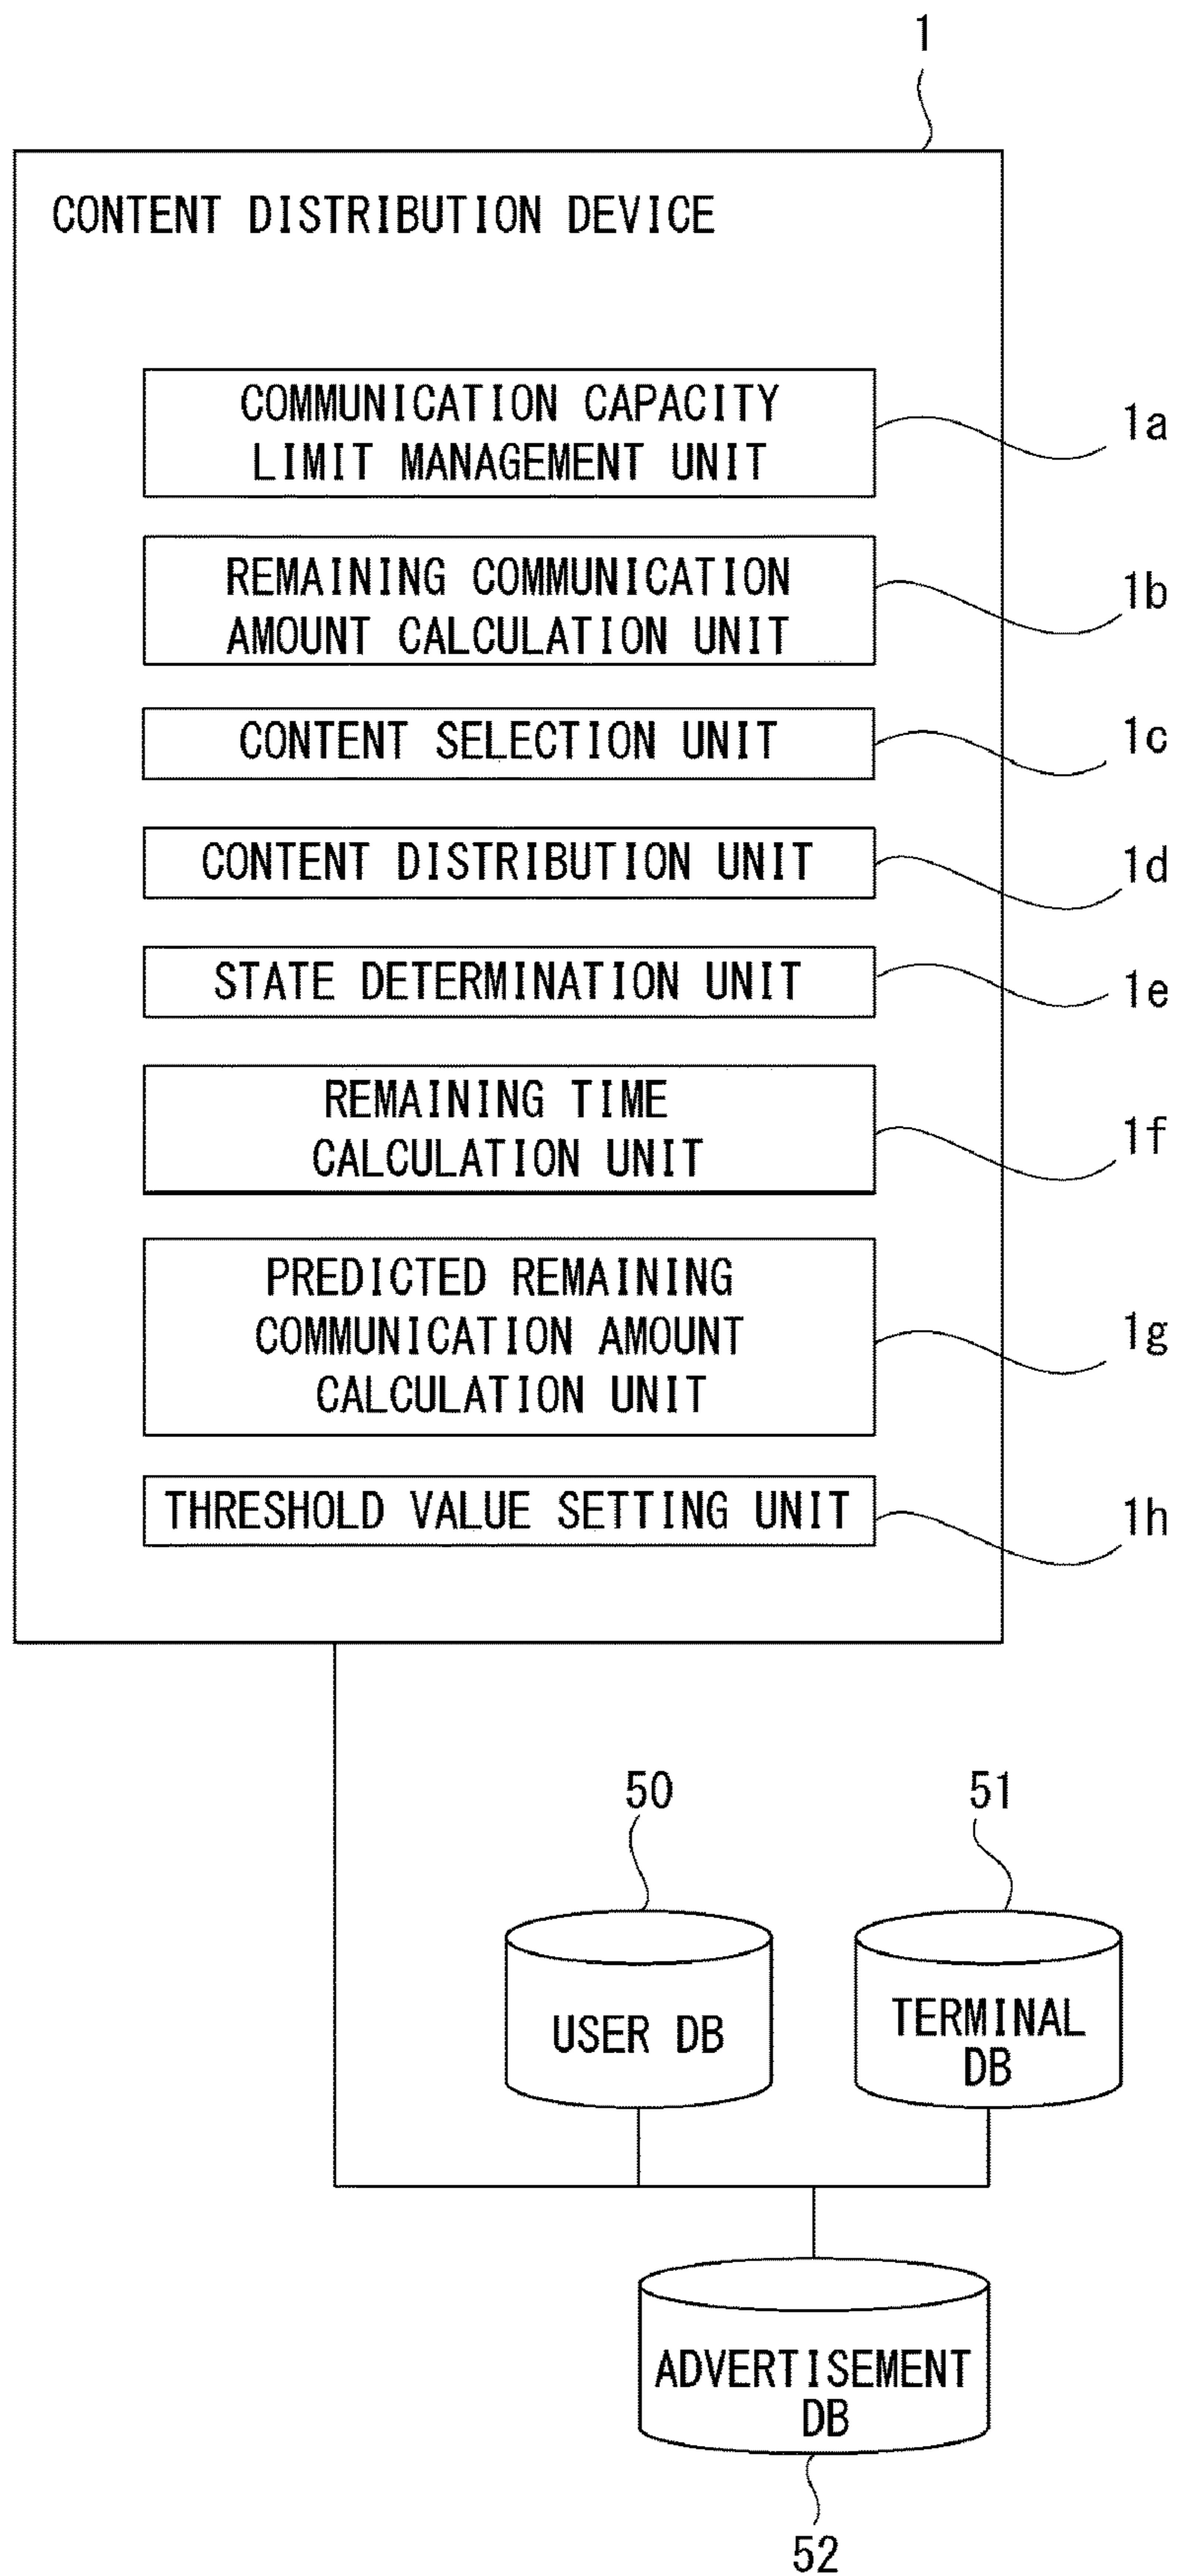 1
CONTENT DISTRIBUTION DEVICE
COMMUNICATION CAPACITY
LIMIT MANAGEMENT UNIT
1a
REMAINING COMMUNICATION
AMOUNT CALCULATION UNIT
1b
CONTENT SELECTION UNIT
1c
CONTENT DISTRIBUTION UNIT
1d
STATE DETERMINATION UNIT
1e
REMAINING TIME
CALCULATION UNIT
1f
PREDICTED REMAINING
COMMUNICATION AMOUNT
CALCULATION UNIT
1g
THRESHOLD VALUE SETTING UNIT
1h
50
51
USER DB
TERMINAL
DB
ADVERTISEMENT
DB
52